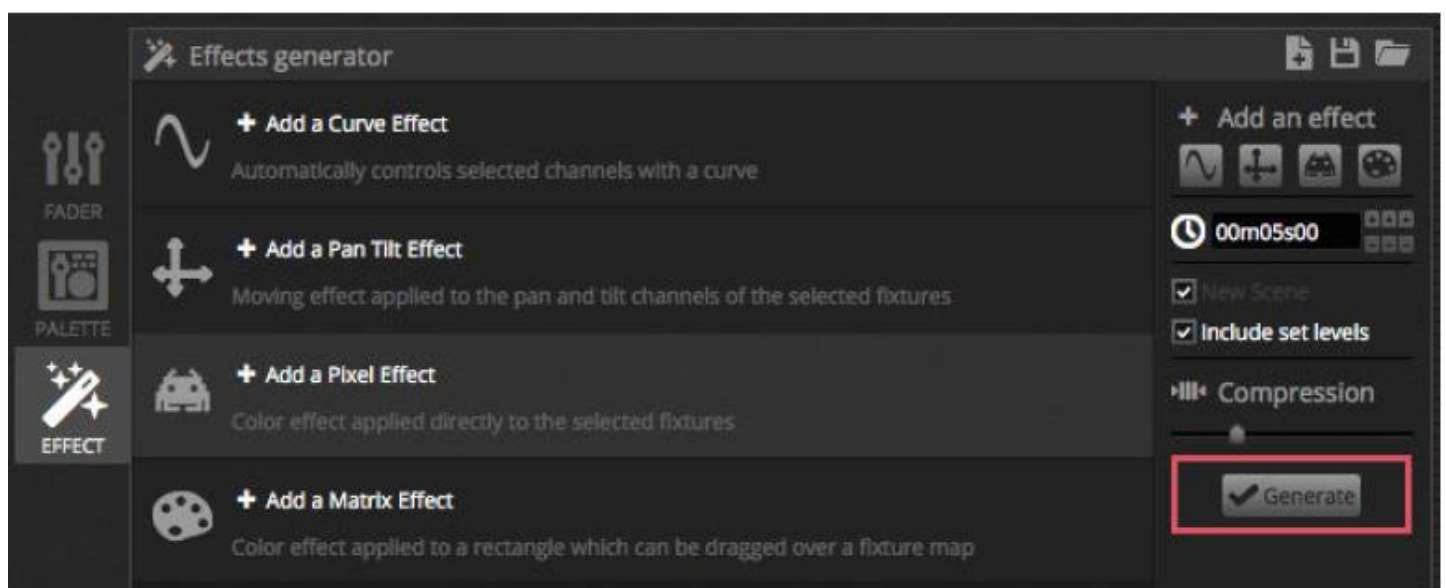 Effects generator
+ Add a Curve Effect
Automatically controls selected channels with a curve
+ Add a Pan Tilt Effect
Moving effect applied to the pan and tilt channels of the selected fixtures
+ Add a Pixel Effect
Color effect applied directly to the selected fixtures
+ Add a Matrix Effect
Color effect applied to a rectangle which can be dragged over a fixture map
FADER
PALETTE
EFFECT
+ Add an effect
00m05s00
New Scene
Include set levels
Compression
Generate